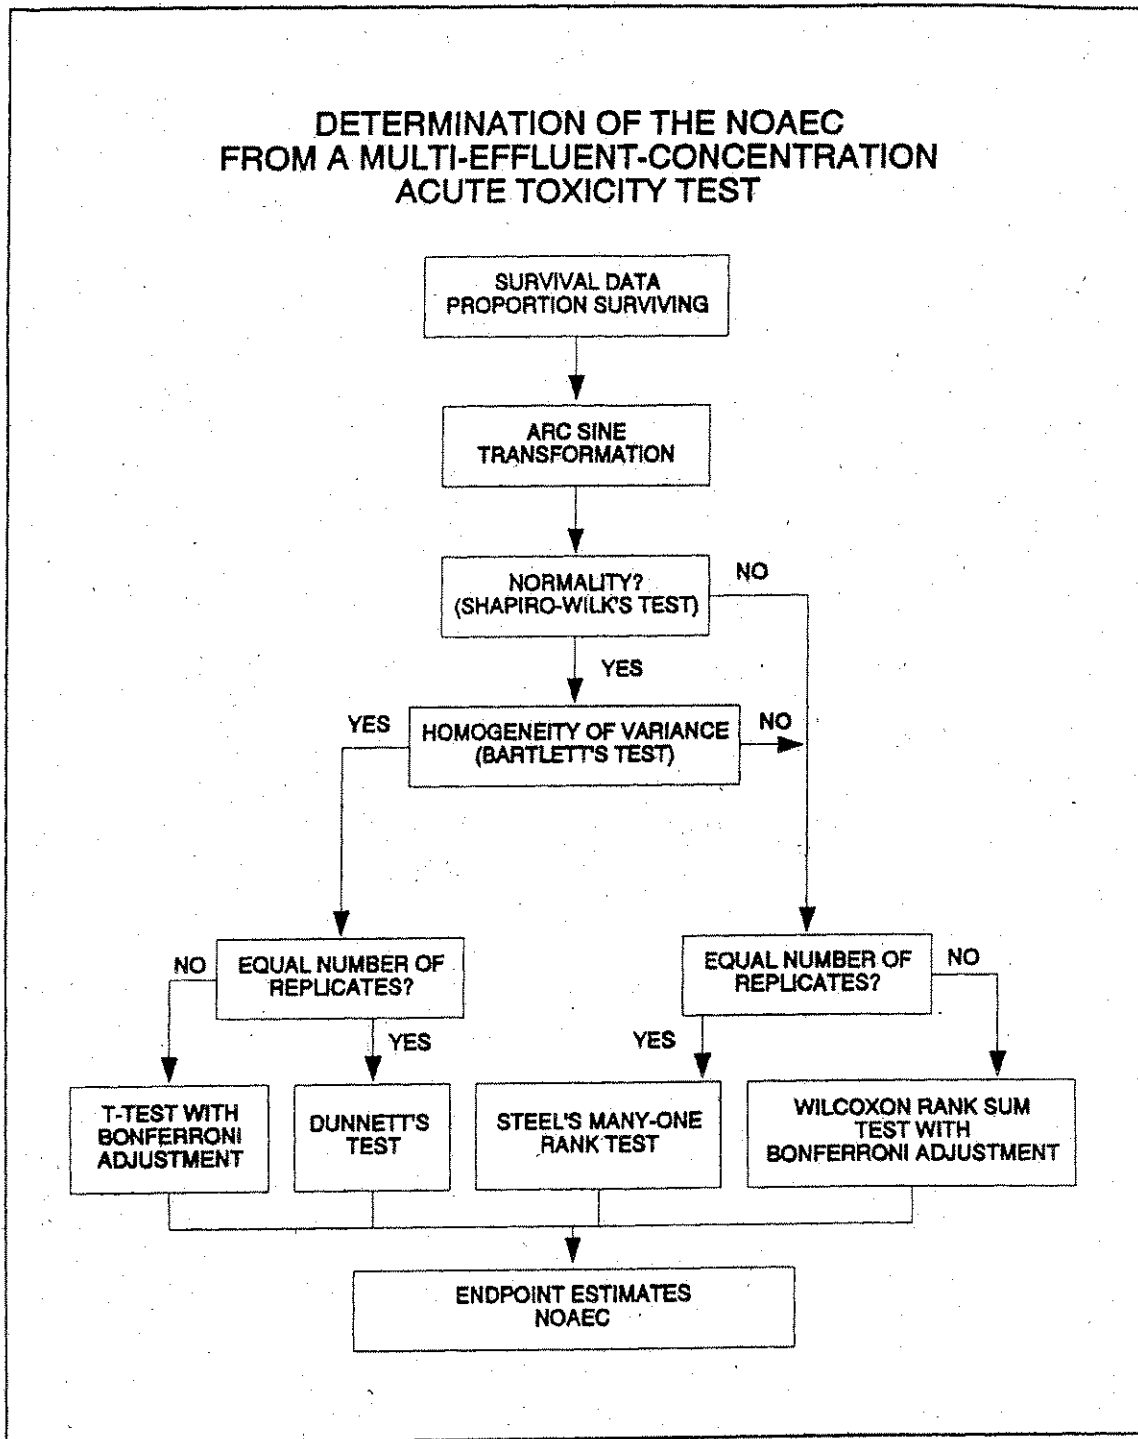 DETERMINATION OF THE NOAEC
FROM A MULTI-EFFLUENT-CONCENTRATION
ACUTE TOXICITY TEST
SURVIVAL DATA
PROPORTION SURVIVING
ARC SINE
TRANSFORMATION
NORMALITY?
(SHAPIRO-WILK'S TEST)
NO
YES
YES
HOMOGENEITY OF VARIANCE
(BARTLETT'S TEST)
NO
NO
EQUAL NUMBER OF
REPLICATES?
EQUAL NUMBER OF
REPLICATES?
NO
YES
YES
T-TEST WITH
BONFERRONI
ADJUSTMENT
DUNNETT'S
TEST
STEEL'S MANY-ONE
RANK TEST
WILCOXON RANK SUM
TEST WITH
BONFERRONI ADJUSTMENT
ENDPOINT ESTIMATES
NOAEC